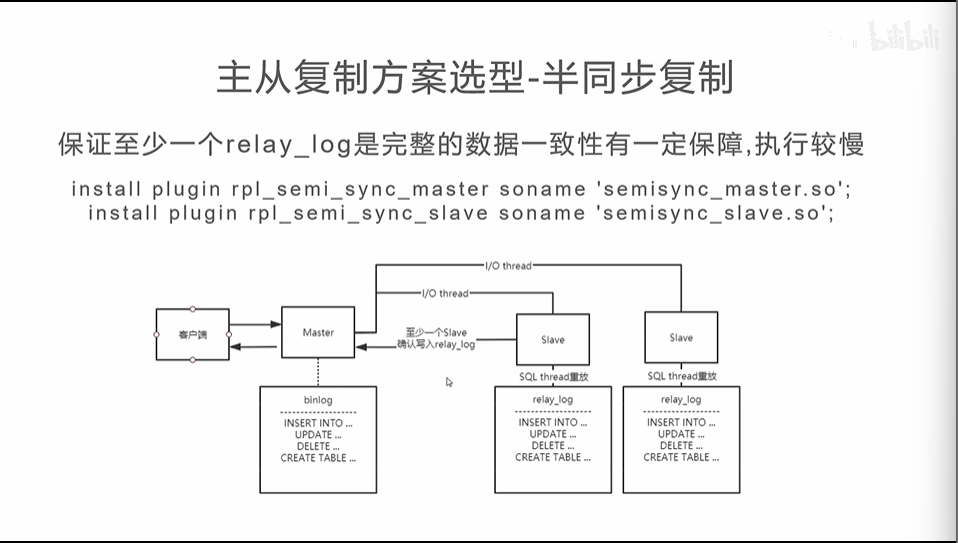 bilibili
主从复制方案选型-半同步复制
保证至少一个relay_log是完整的数据一致性有一定保障,执行较慢
install plugin rpl_semi_sync_master soname 'semisync_master.so';
install plugin rpl_semi_sync_slave soname 'semisync_slave.so';
I/O thread
I/O thread
客户端
Master
至少一个Slave
确认写入relay_log
Slave
Slave
SQL thread重放
SQL thread重放
binlog
INSERT INTO ...
UPDATE ...
DELETE ...
CREATE TABLE ...
relay_log
INSERT INTO ...
UPDATE ...
DELETE ...
CREATE TABLE ...
relay_log
INSERT INTO ...
UPDATE ...
DELETE ...
CREATE TABLE ...